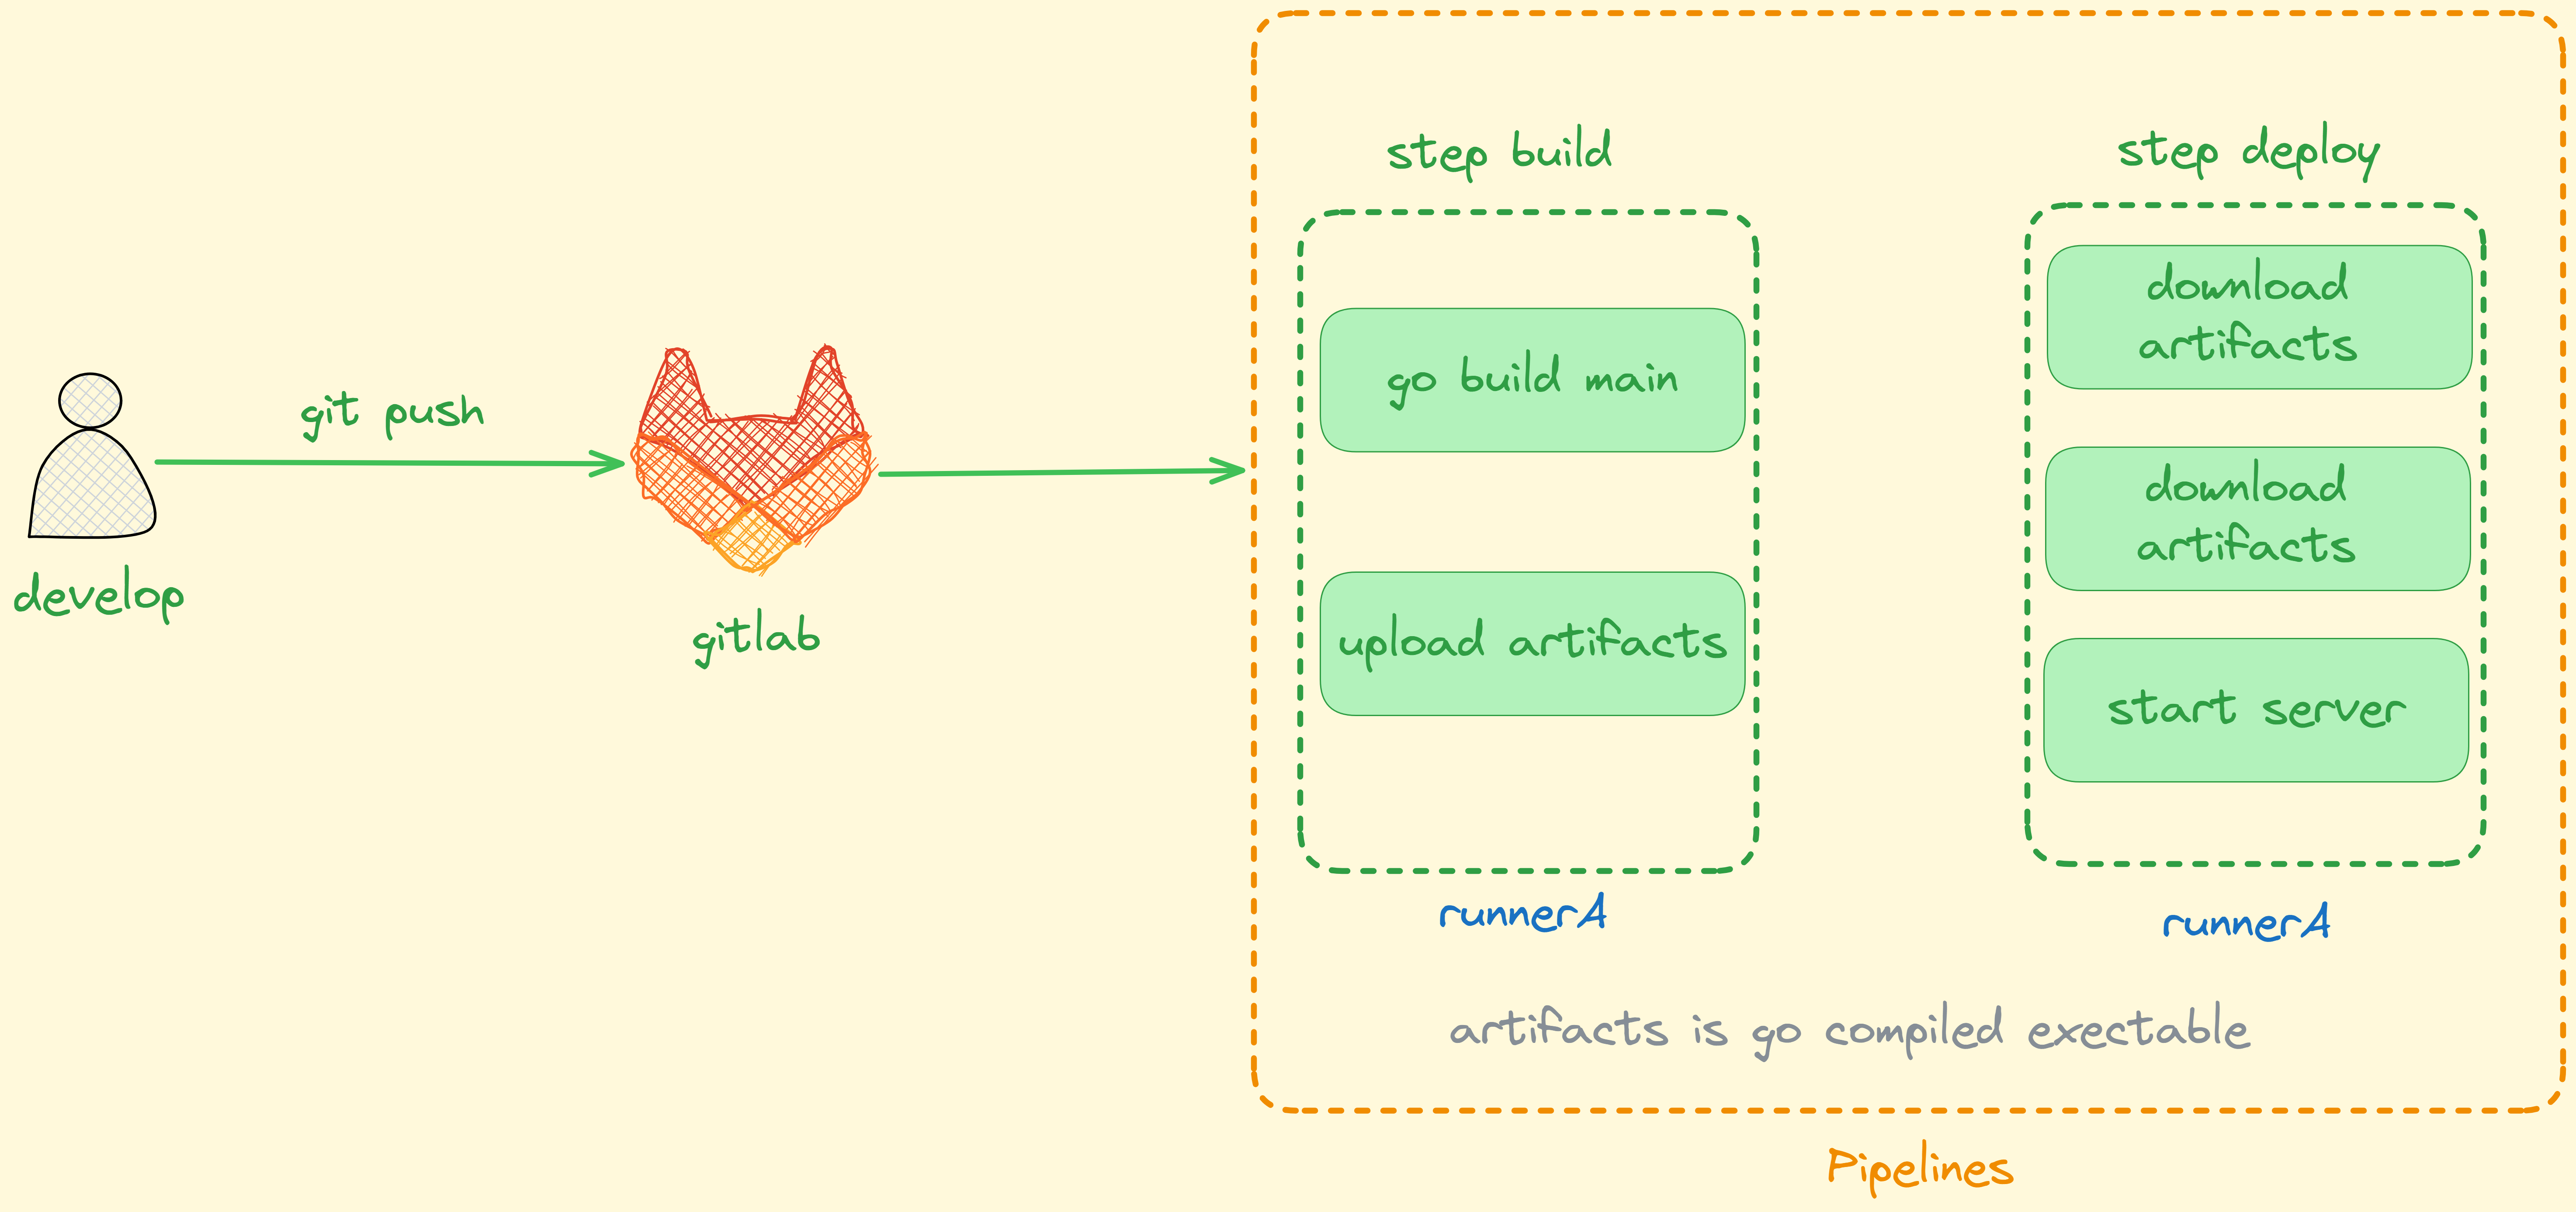 develop
git push
gitlab
step build
go build main
upload artifacts
runnerA
step deploy
download
artifacts
download
artifacts
start server
runnerA
artifacts is go compiled exectable
Pipelines